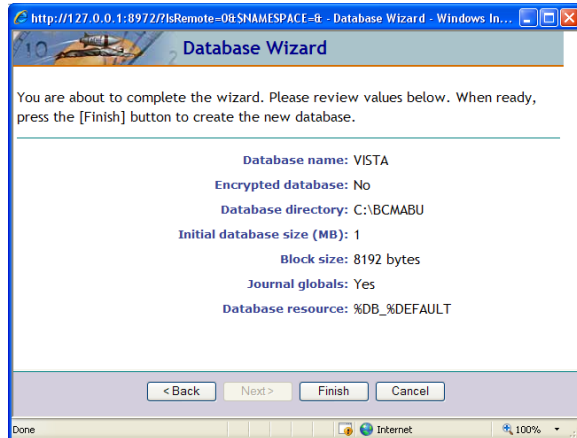 http://127.0.0.1:8972/?IsRemote=0&$NAMESPACE=& - Database Wizard - Windows In...
Database Wizard
You are about to complete the wizard. Please review values below. When ready,
press the [Finish] button to create the new database.
Database name: VISTA
Encrypted database: No
Database directory: C:\BCMABU
Initial database size (MB): 1
Block size: 8192 bytes
Journal globals: Yes
Database resource: %DB_%DEFAULT
< Back Next > Finish Cancel
Done Internet 100%